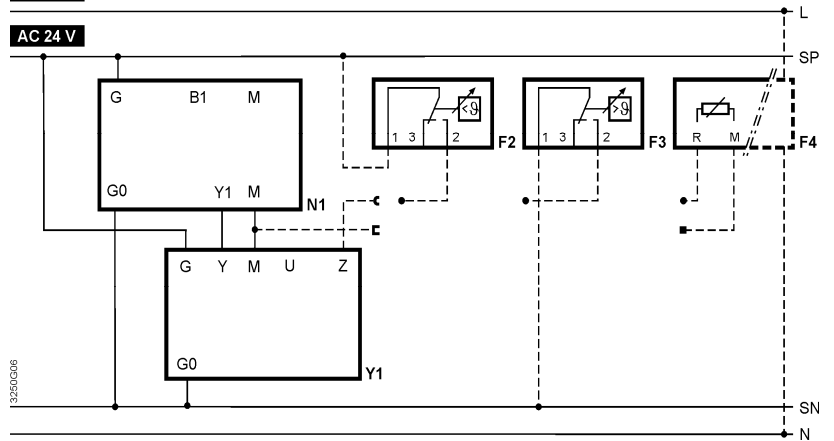 L
AC 24 V
SP
G B1 M
G0 Y1 M
N1
<ϑ
1 3 2
F2
>ϑ
1 3 2
F3
R M
F4
G Y M U Z
G0
Y1
3250G06
SN
N